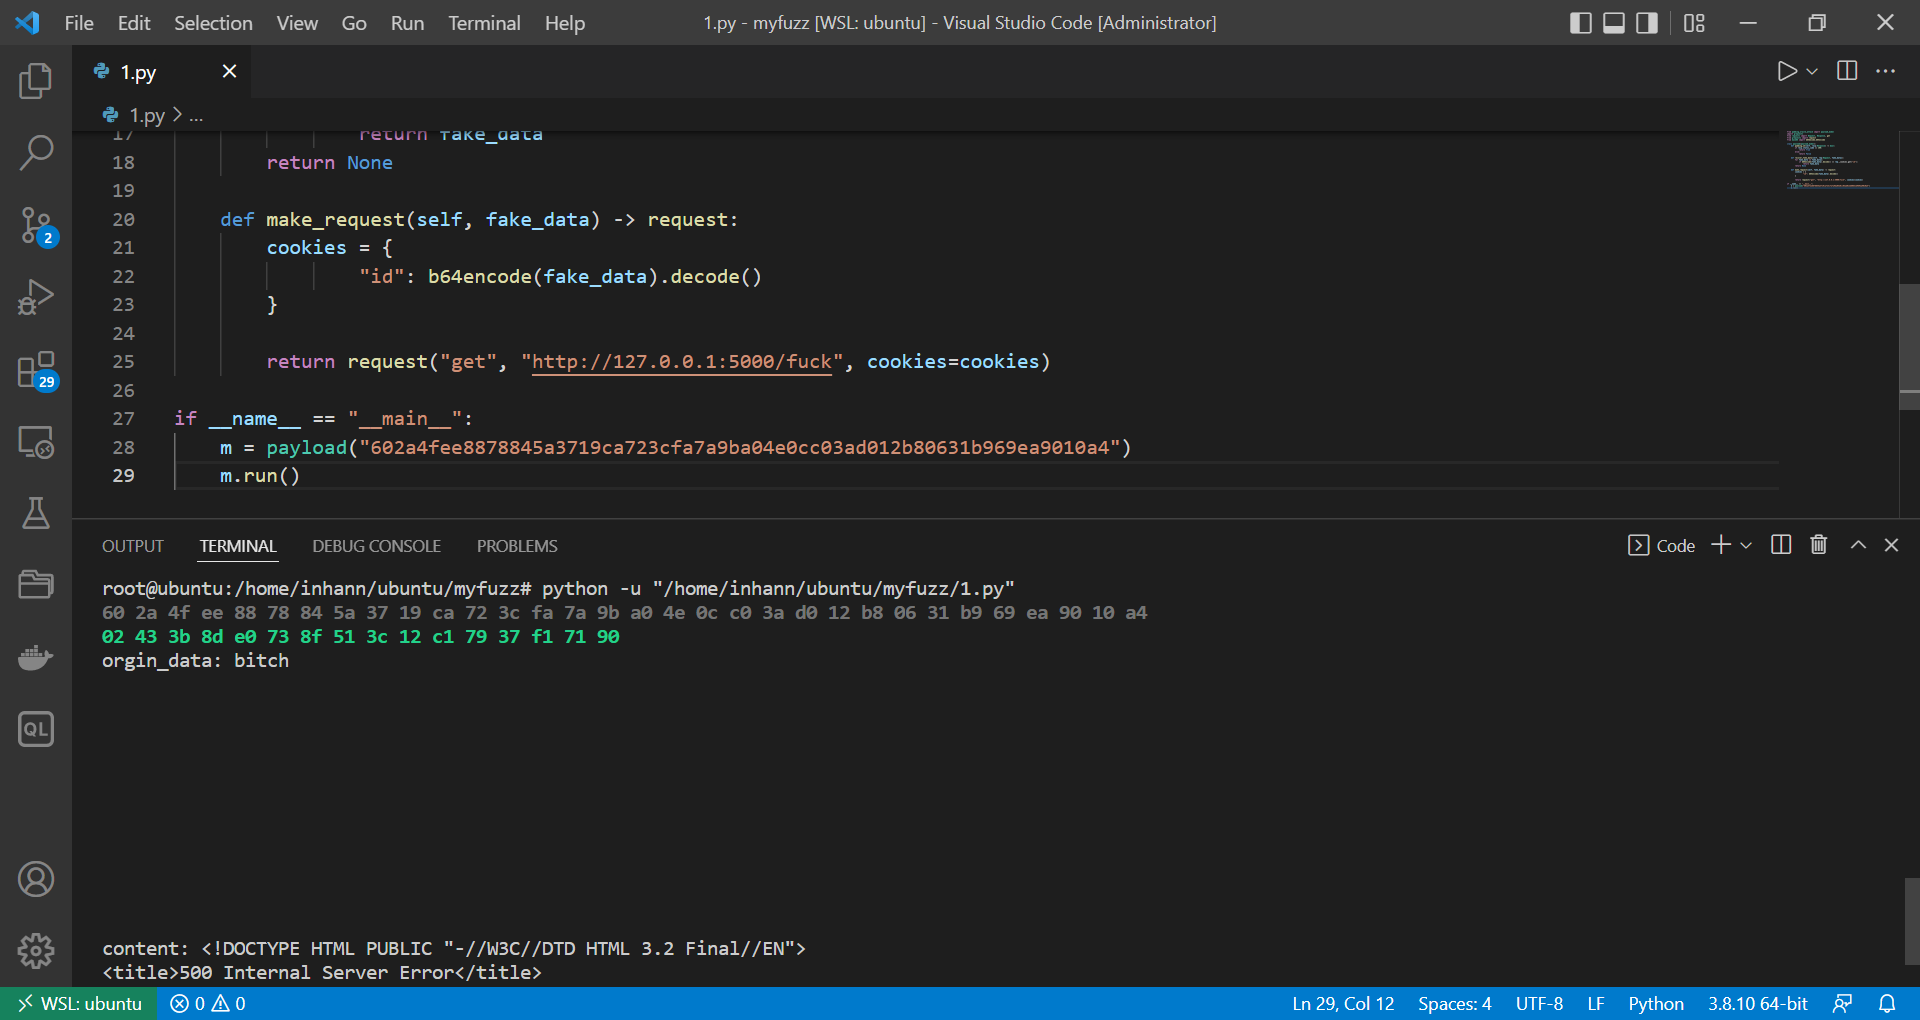 File Edit Selection View Go Run Terminal Help 1.py - myfuzz [WSL: ubuntu] - Visual Studio Code [Administrator]
1.py
1.py > ...
17 return fake_data
18 return None
19
20 def make_request(self, fake_data) -> request:
21 cookies = {
22 "id": b64encode(fake_data).decode()
23 }
24
25 return request("get", "http://127.0.0.1:5000/fuck", cookies=cookies)
26
27 if __name__ == "__main__":
28 m = payload("602a4fee8878845a3719ca723cfa7a9ba04e0cc03ad012b80631b969ea9010a4")
29 m.run()
2
29
QL
OUTPUT TERMINAL DEBUG CONSOLE PROBLEMS Code
root@ubuntu:/home/inhann/ubuntu/myfuzz# python -u "/home/inhann/ubuntu/myfuzz/1.py"
60 2a 4f ee 88 78 84 5a 37 19 ca 72 3c fa 7a 9b a0 4e 0c c0 3a d0 12 b8 06 31 b9 69 ea 90 10 a4
02 43 3b 8d e0 73 8f 51 3c 12 c1 79 37 f1 71 90
orgin_data: bitch
content: <!DOCTYPE HTML PUBLIC "-//W3C//DTD HTML 3.2 Final//EN">
<title>500 Internal Server Error</title>
WSL: ubuntu 0 0 Ln 29, Col 12 Spaces: 4 UTF-8 LF Python 3.8.10 64-bit